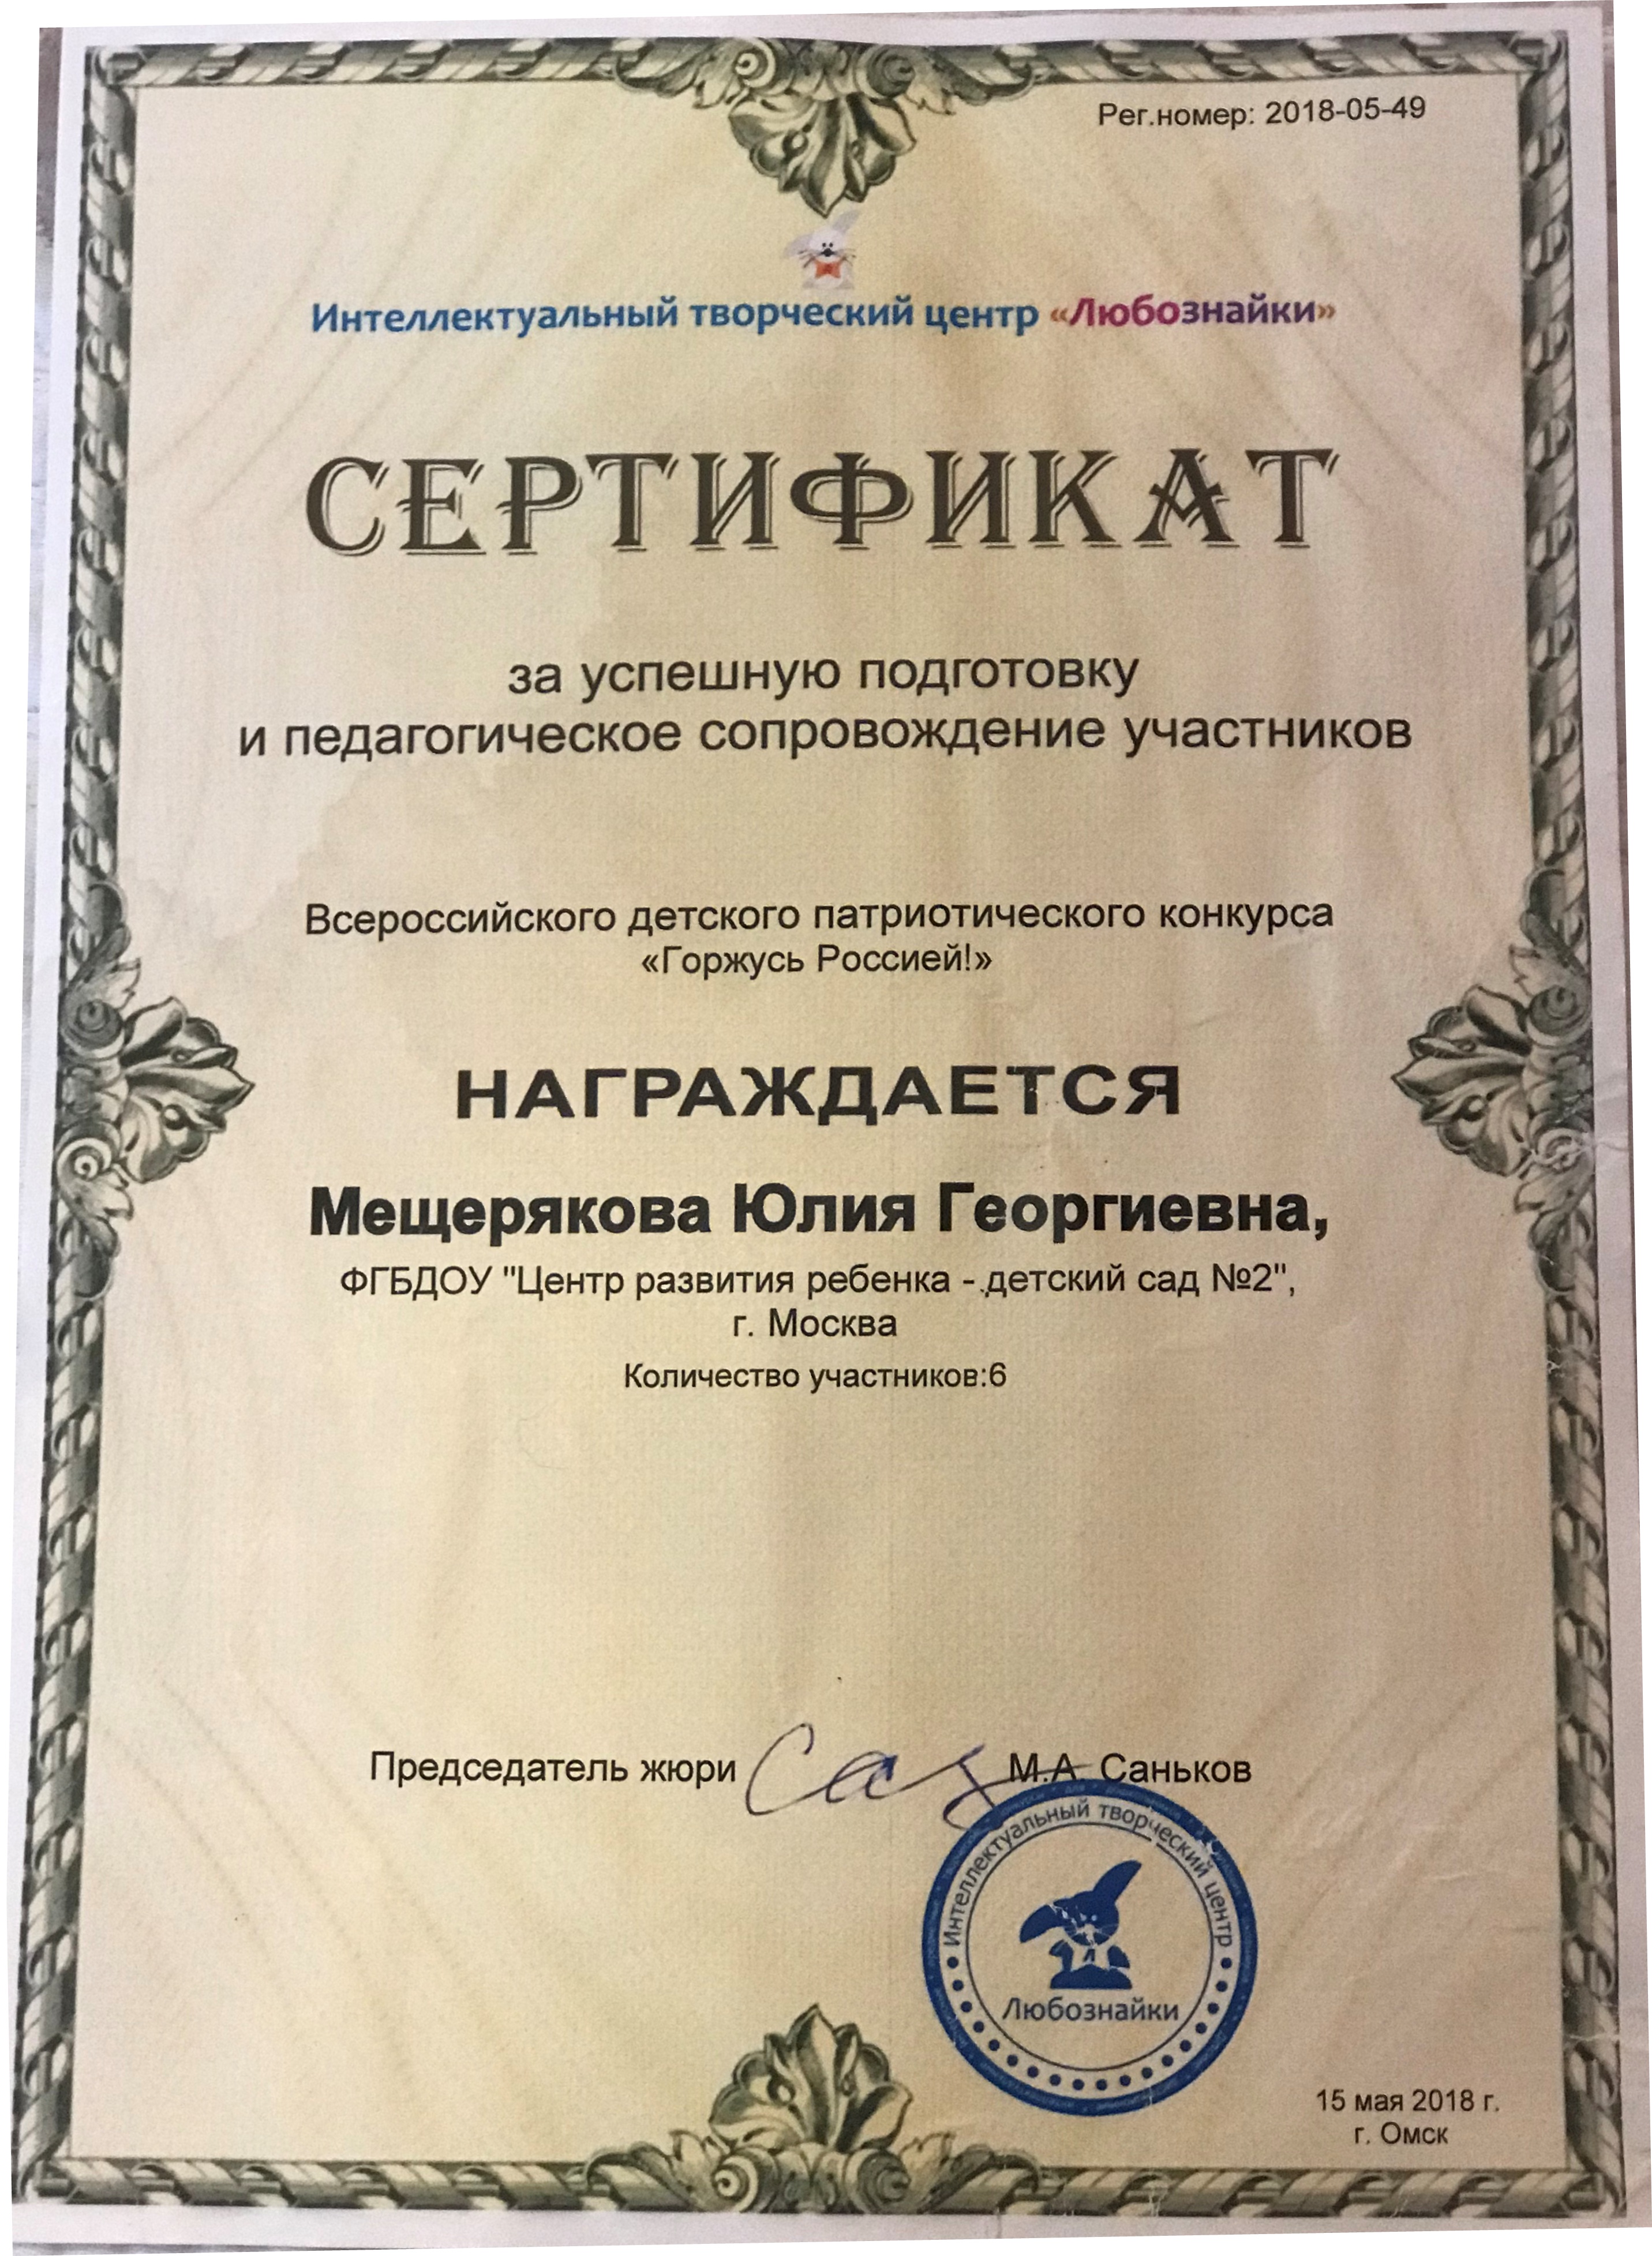 Рег.номер: 2018-05-49
Интеллектуальный творческий центр «Любознайки»
СЕРТИФИКАТ
за успешную подготовку
и педагогическое сопровождение участников
Всероссийского детского патриотического конкурса
«Горжусь Россией!»
НАГРАЖДАЕТСЯ
Мещерякова Юлия Георгиевна,
ФГБДОУ "Центр развития ребенка - детский сад №2",
г. Москва
Количество участников:6
Председатель жюри М.А. Саньков
Интеллектуальный творческий центр
Любознайки
15 мая 2018 г.
г. Омск